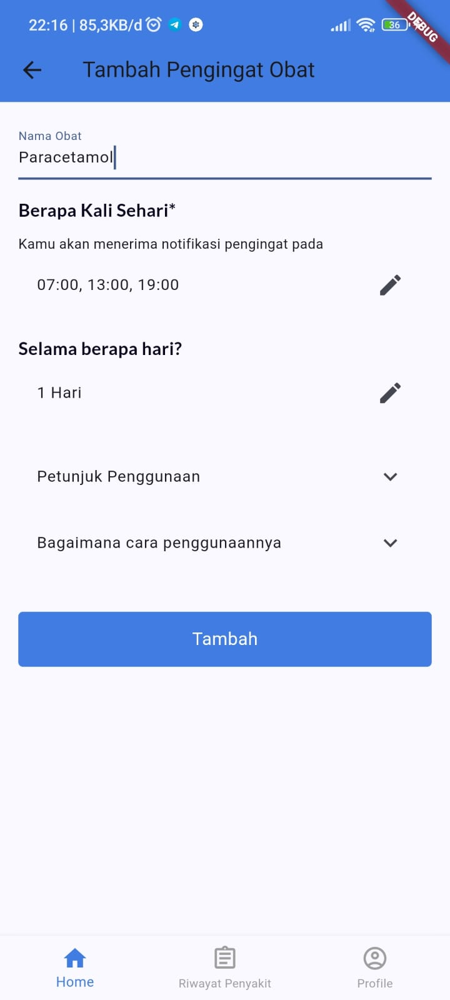 22:16 | 85,3KB/d
36
DEBUG
Tambah Pengingat Obat
Nama Obat
Paracetamol
Berapa Kali Sehari*
Kamu akan menerima notifikasi pengingat pada
07:00, 13:00, 19:00
Selama berapa hari?
1 Hari
Petunjuk Penggunaan
Bagaimana cara penggunaannya
Tambah
Home
Riwayat Penyakit
Profile